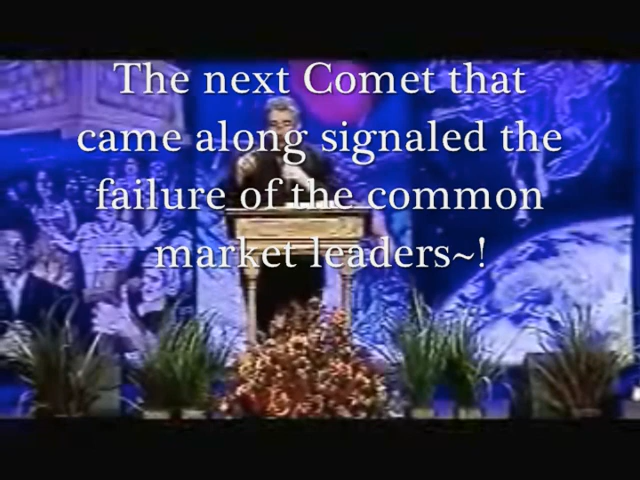 The next Comet that
came along signaled the
failure of the common
market leaders~!